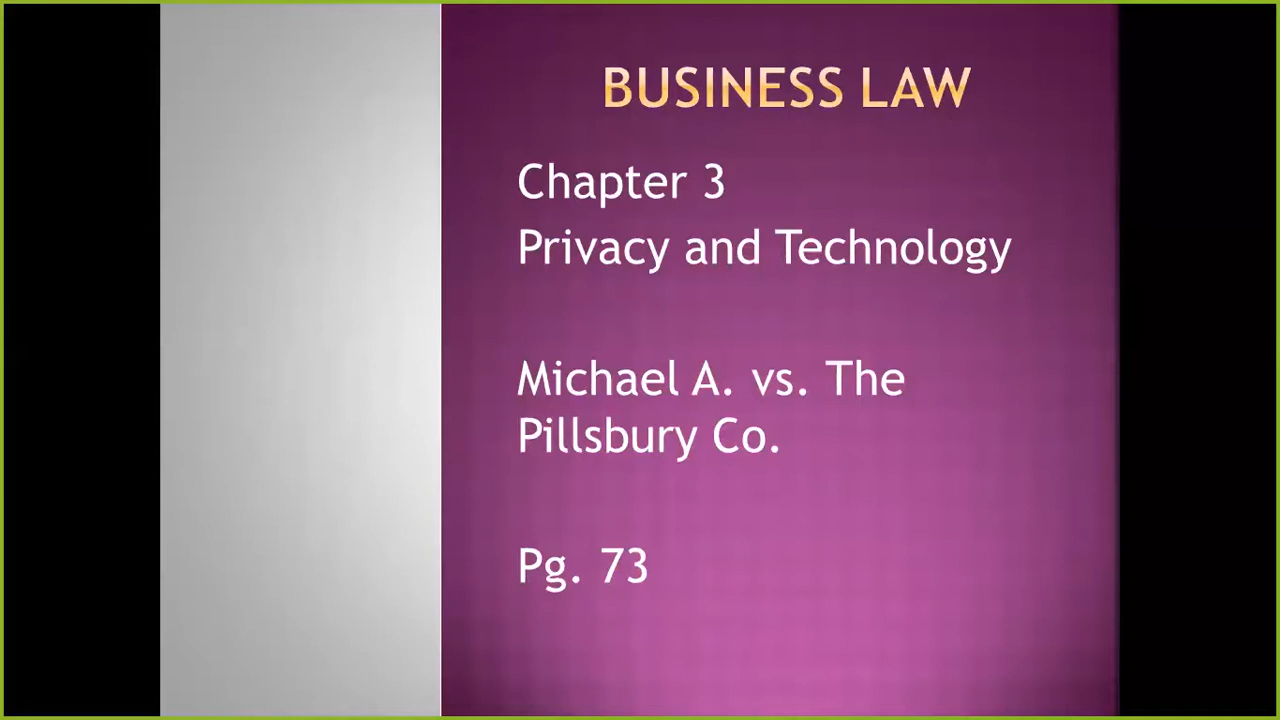 BUSINESS LAW
Chapter 3
Privacy and Technology
Michael A. vs. The
Pillsbury Co.
Pg. 73